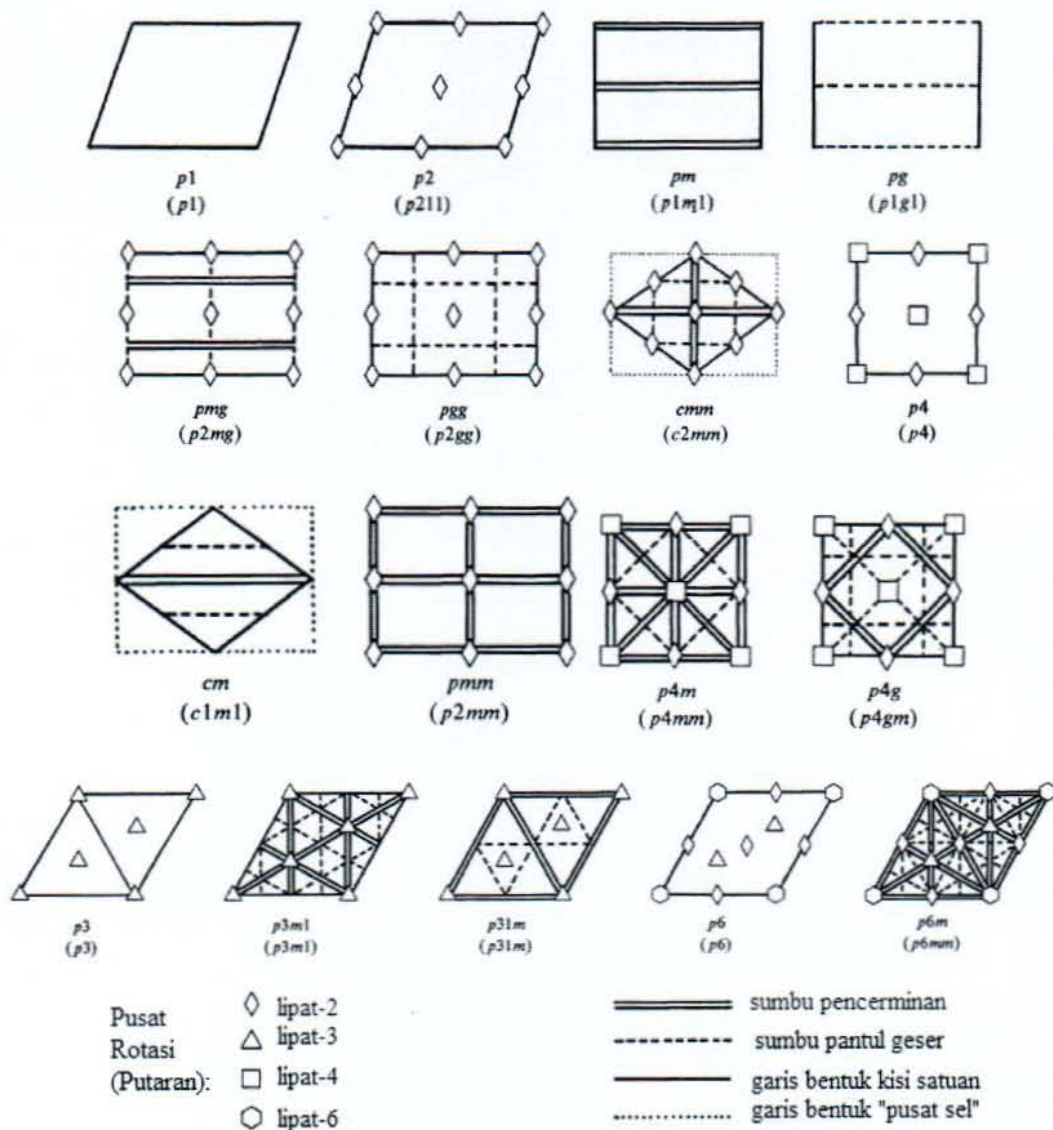 p1 p2 pm pg
(p1) (p211) (p1m1) (p1g1)
pmg pgg cmm p4
(p2mg) (p2gg) (c2mm) (p4)
cm pmm p4m p4g
(c1m1) (p2mm) (p4mm) (p4gm)
p3 p3m1 p31m p6 p6m
(p3) (p3m1) (p31m) (p6) (p6mm)
Pusat
Rotasi
(Putaran):
lipat-2
lipat-3
lipat-4
lipat-6
sumbu pencerminan
sumbu pantul geser
garis bentuk kisi satuan
garis bentuk "pusat sel"